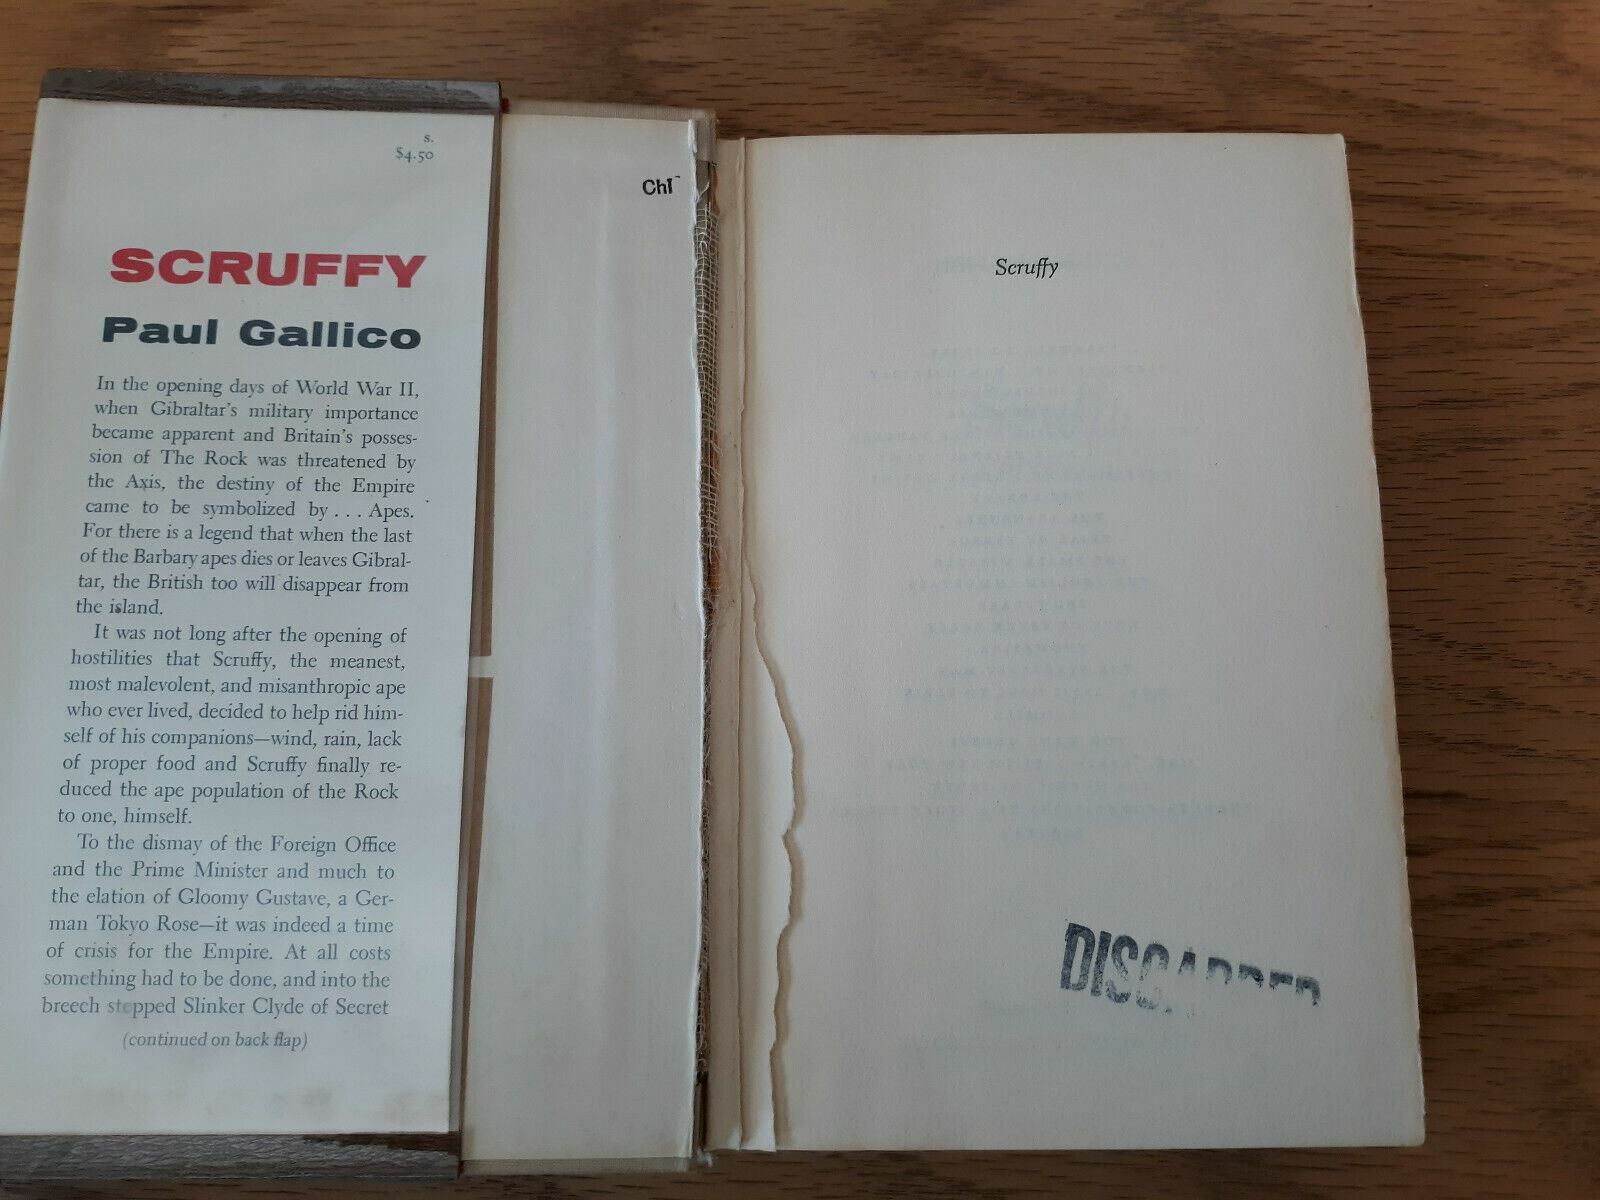 s.
$4.50
SCRUFFY
Paul Gallico
In the opening days of World War II,
when Gibraltar's military importance
became apparent and Britain's posses-
sion of The Rock was threatened by
the Axis, the destiny of the Empire
came to be symbolized by . . . Apes.
For there is a legend that when the last
of the Barbary apes dies or leaves Gibral-
tar, the British too will disappear from
the island.
It was not long after the opening of
hostilities that Scruffy, the meanest,
most malevolent, and misanthropic ape
who ever lived, decided to help rid him-
self of his companions—wind, rain, lack
of proper food and Scruffy finally re-
duced the ape population of the Rock
to one, himself.
To the dismay of the Foreign Office
and the Prime Minister and much to
the elation of Gloomy Gustave, a Ger-
man Tokyo Rose—it was indeed a time
of crisis for the Empire. At all costs
something had to be done, and into the
breech stepped Slinker Clyde of Secret
(continued on back flap)
ChI
Scruffy
DISCARDED